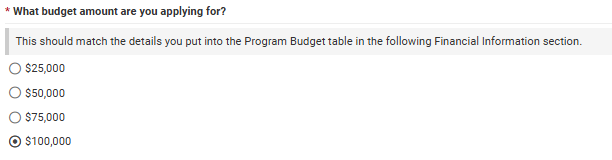 * What budget amount are you applying for?
This should match the details you put into the Program Budget table in the following Financial Information section.
$25,000
$50,000
$75,000
$100,000